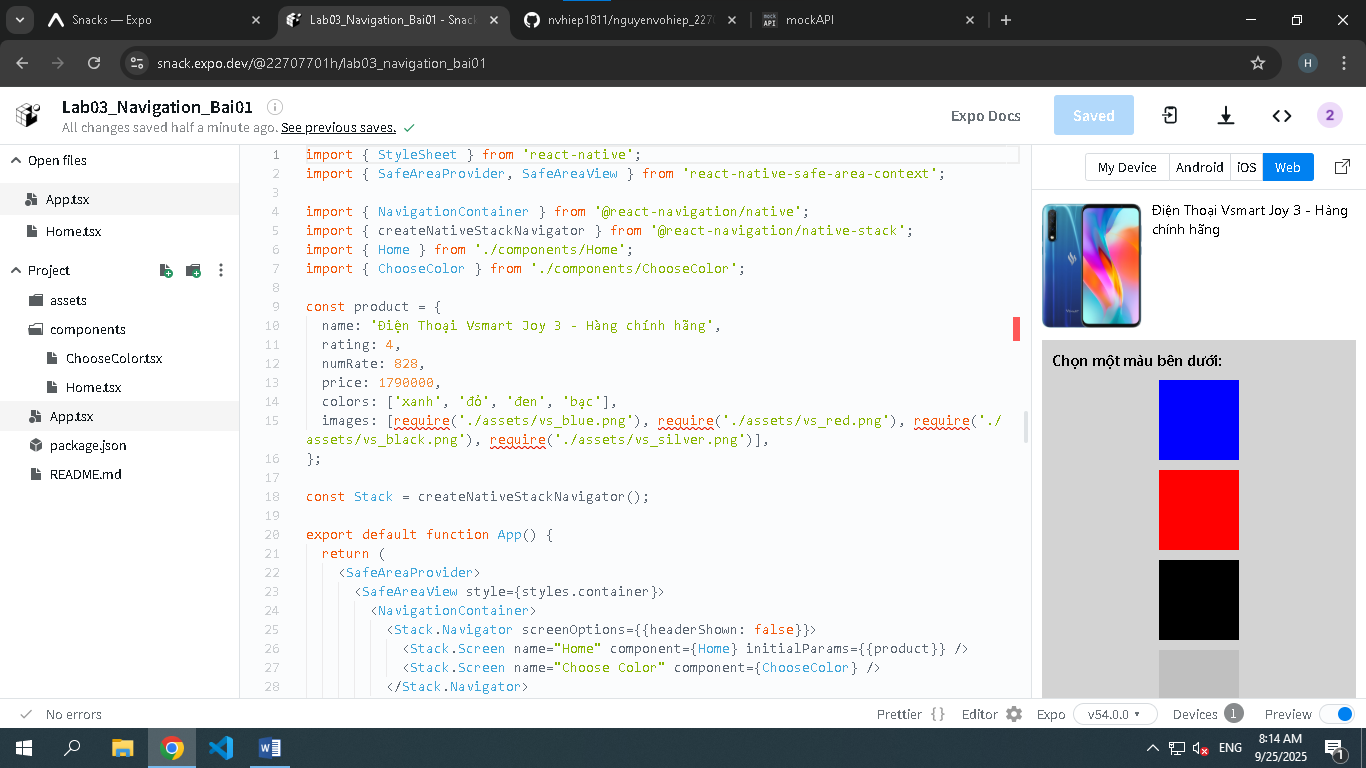 Snacks — Expo
Lab03_Navigation_Bai01 - Snac
nvhiep1811/nguyenvohiep_227
mock API mockAPI
snack.expo.dev/@22707701h/lab03_navigation_bai01
H
Lab03_Navigation_Bai01
All changes saved half a minute ago. See previous saves.
Expo Docs
Saved
2
Open files
App.tsx
Home.tsx
Project
assets
components
ChooseColor.tsx
Home.tsx
App.tsx
package.json
README.md
1 import { StyleSheet } from 'react-native';
2 import { SafeAreaProvider, SafeAreaView } from 'react-native-safe-area-context';
3
4 import { NavigationContainer } from '@react-navigation/native';
5 import { createNativeStackNavigator } from '@react-navigation/native-stack';
6 import { Home } from './components/Home';
7 import { ChooseColor } from './components/ChooseColor';
8
9 const product = {
10 name: 'Điện Thoại Vsmart Joy 3 - Hàng chính hãng',
11 rating: 4,
12 numRate: 828,
13 price: 1790000,
14 colors: ['xanh', 'đỏ', 'đen', 'bạc'],
15 images: [require('./assets/vs_blue.png'), require('./assets/vs_red.png'), require('./
assets/vs_black.png'), require('./assets/vs_silver.png')],
16 };
17
18 const Stack = createNativeStackNavigator();
19
20 export default function App() {
21 return (
22 <SafeAreaProvider>
23 <SafeAreaView style={styles.container}>
24 <NavigationContainer>
25 <Stack.Navigator screenOptions={{headerShown: false}}>
26 <Stack.Screen name="Home" component={Home} initialParams={{product}} />
27 <Stack.Screen name="Choose Color" component={ChooseColor} />
28 </Stack.Navigator>
My Device Android iOS Web
Điện Thoại Vsmart Joy 3 - Hàng
chính hãng
Chọn một màu bên dưới:
No errors
Prettier {} Editor Expo v54.0.0 Devices 1 Preview
ENG
8:14 AM
9/25/2025
1